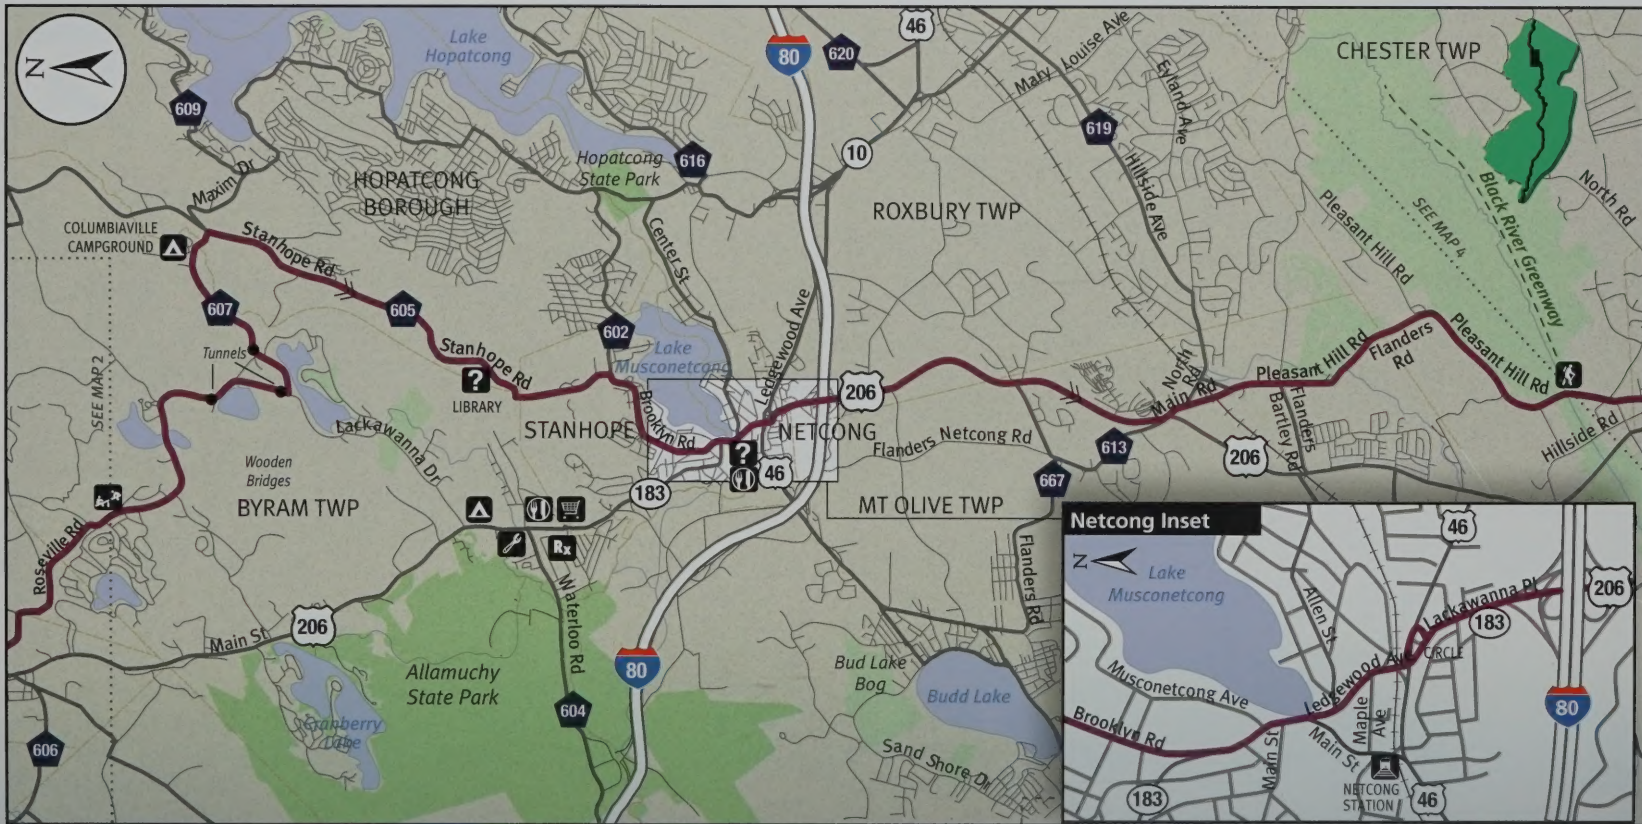 N
609
Lake
Hopatcong
80
620
46
Mary Louise Ave
Eyland Ave
CHESTER TWP
619
10
616
Hopatcong
State Park
Maxim Dr
HOPATCONG
BOROUGH
COLUMBIAVILLE
CAMPGROUND
Stanhope Rd
Center St
ROXBURY TWP
Hillside Ave
Pleasant Hill Rd
SEE MAP 4
Black River Greenway
North Rd
607
605
602
Tunnels
Stanhope Rd
?
LIBRARY
Lake
Musconetcong
Ledgewood Ave
206
North
Rd
Main Rd
Pleasant Hill Rd
Flanders
Rd
Pleasant Hill Rd
SEE MAP 2
Lackawanna Dr
STANHOPE
Brooklyn Rd
NETCONG
?
46
Flanders Netcong Rd
613
Flanders
Bartley Rd
206
Hillside Rd
Wooden
Bridges
BYRAM TWP
183
667
MT OLIVE TWP
Rx
Roseville Rd
Main St
206
Waterloo Rd
Flanders Rd
Allamuchy
State Park
80
604
Bud Lake
Bog
Budd Lake
Sand Shore Dr
Cranberry
Lake
606
Netcong Inset
N
Lake
Musconetcong
46
Allen St
Lackawanna Pl
183
206
CIRCLE
Ledgewood Ave
Musconetcong Ave
Maple
Ave
80
Brooklyn Rd
Main St
Main St
NETCONG
STATION
183
46